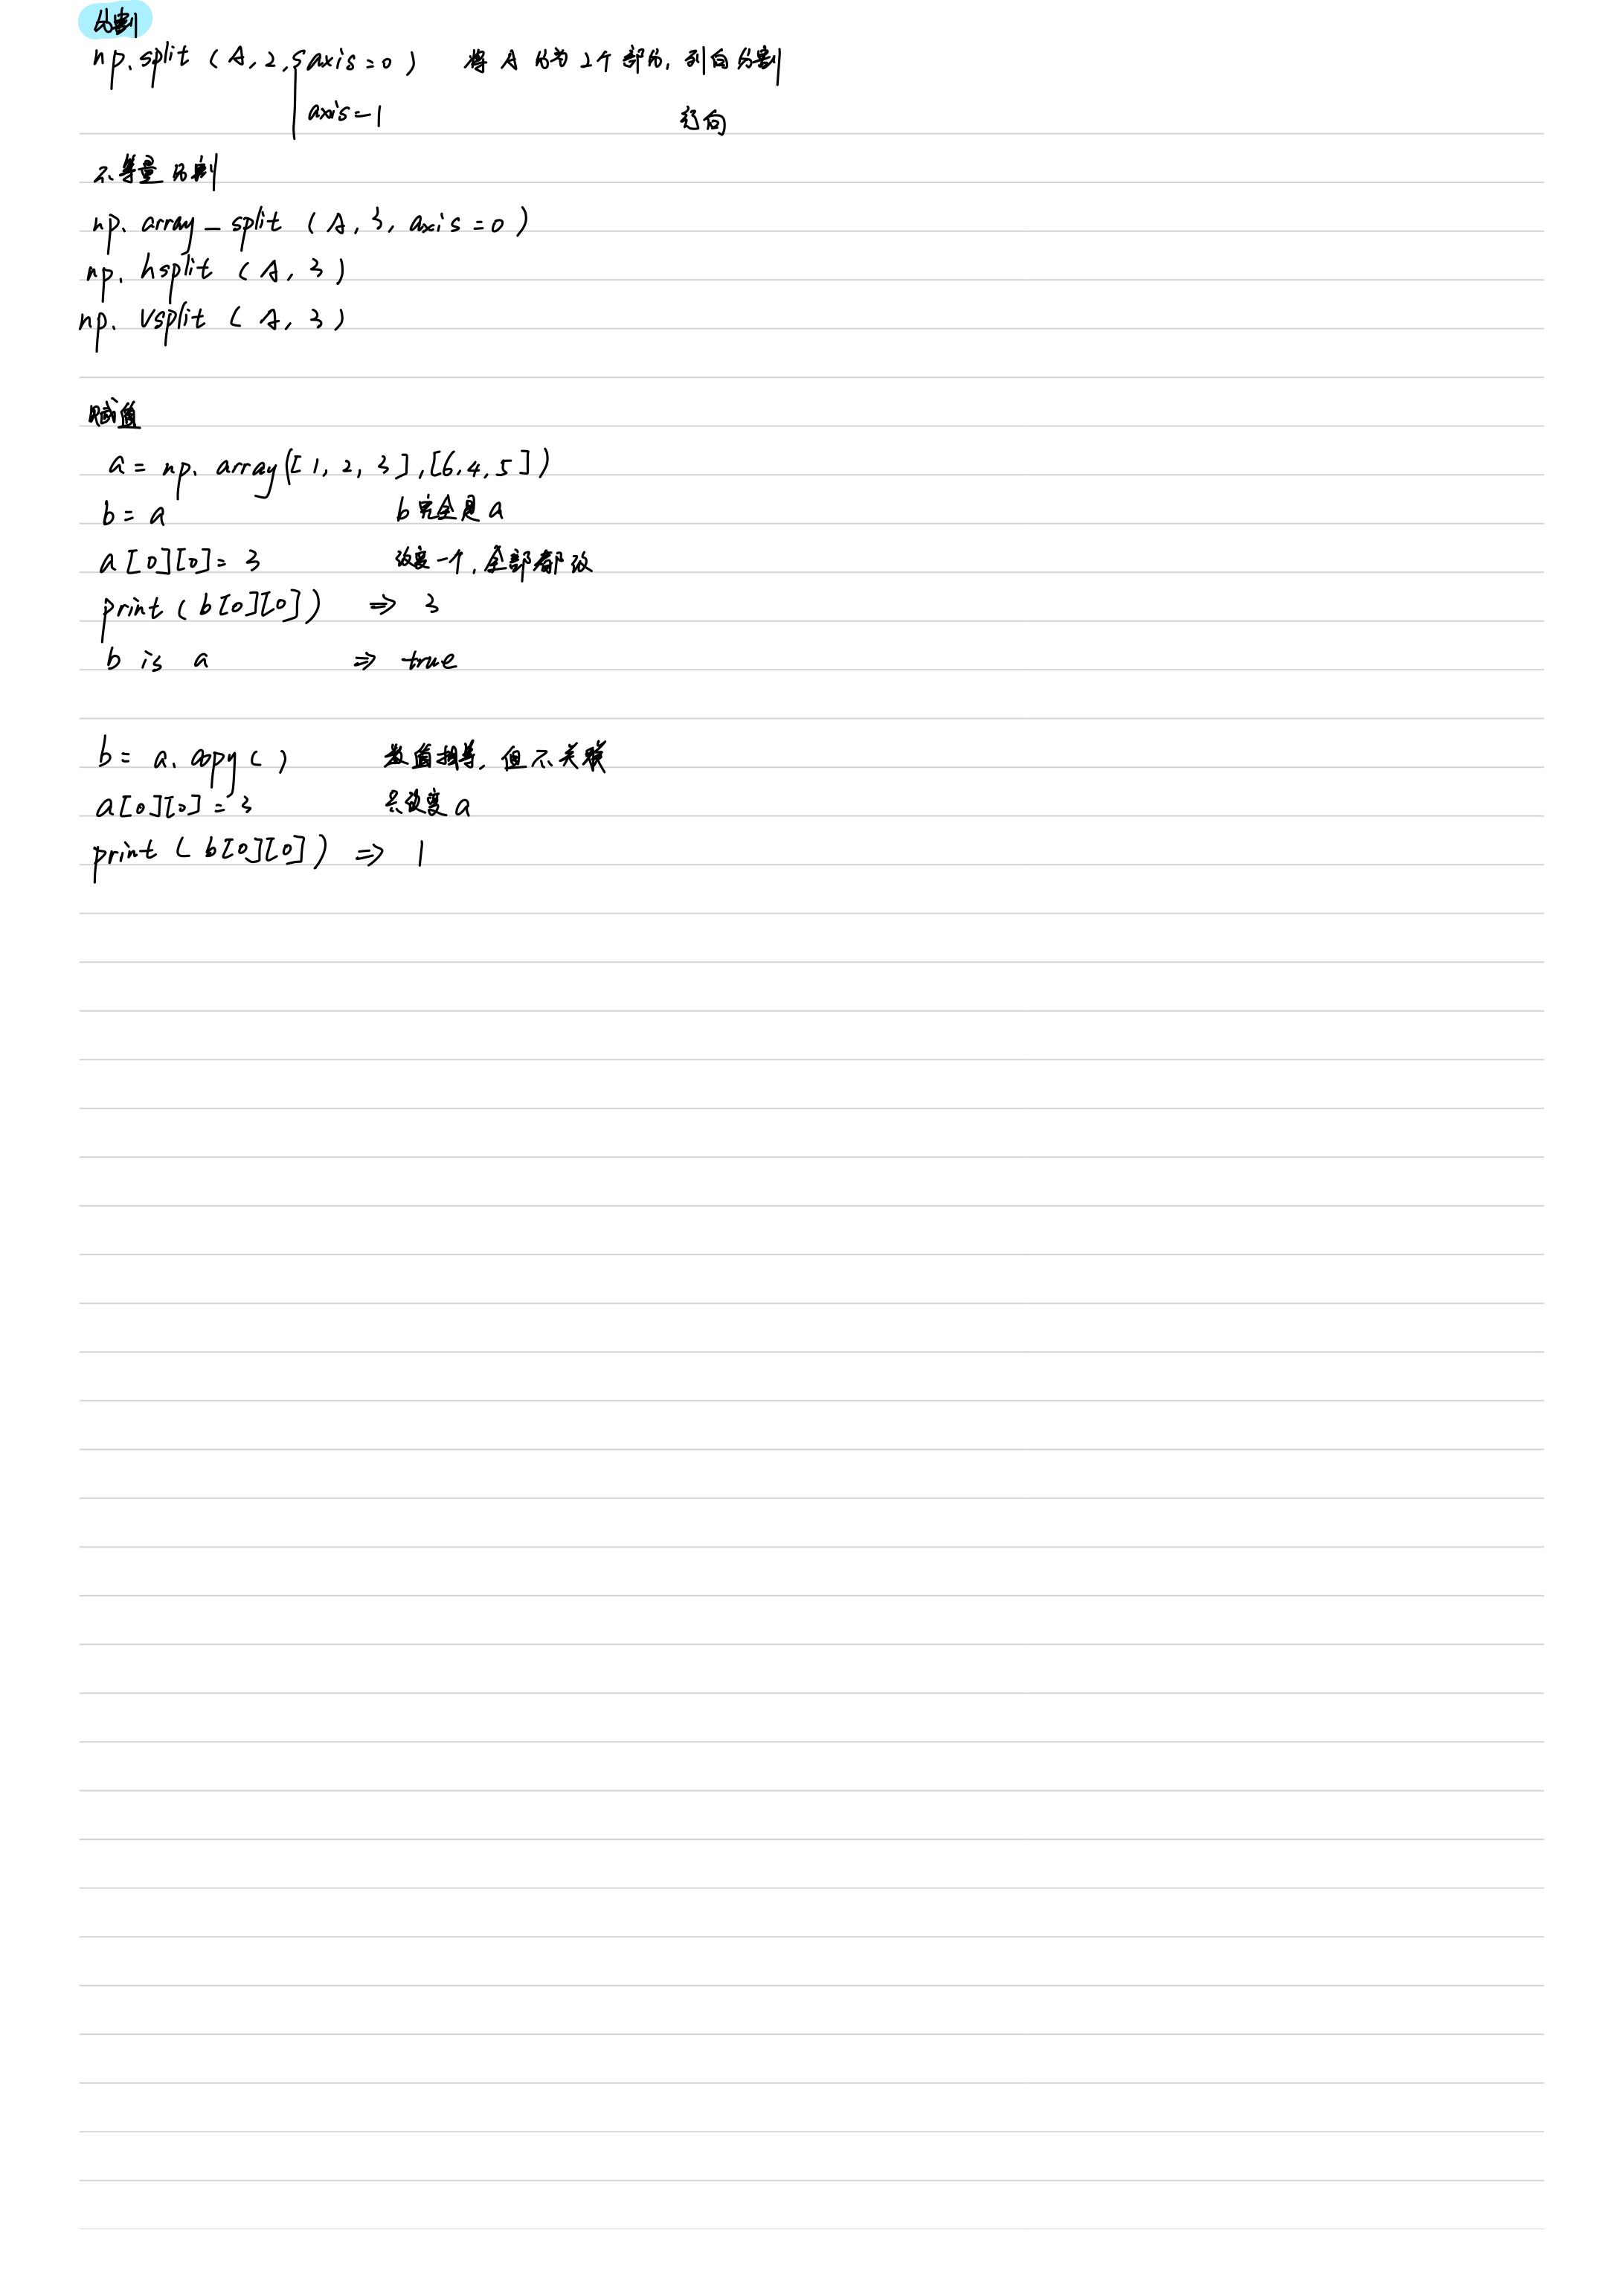 分割
np.split (A, 2, axis=0) 将 A 分为 2个 部分, 列向分割
axis=1 行向
不等量分割
np. array_split (A, 3, axis=0)
np. hsplit (A, 3)
np. vsplit (A, 3)
赋值
a = np. array([1, 2, 3],[6,4,5])
b = a b完全是a
a[0][0]= 3 改变一个, 全部都改
print (b[0][0]) ⇒ 3
b is a ⇒ true
b = a. copy() 数值相等, 但不关联
a[0][0] = 3 只改变a
print (b[0][0]) ⇒ 1